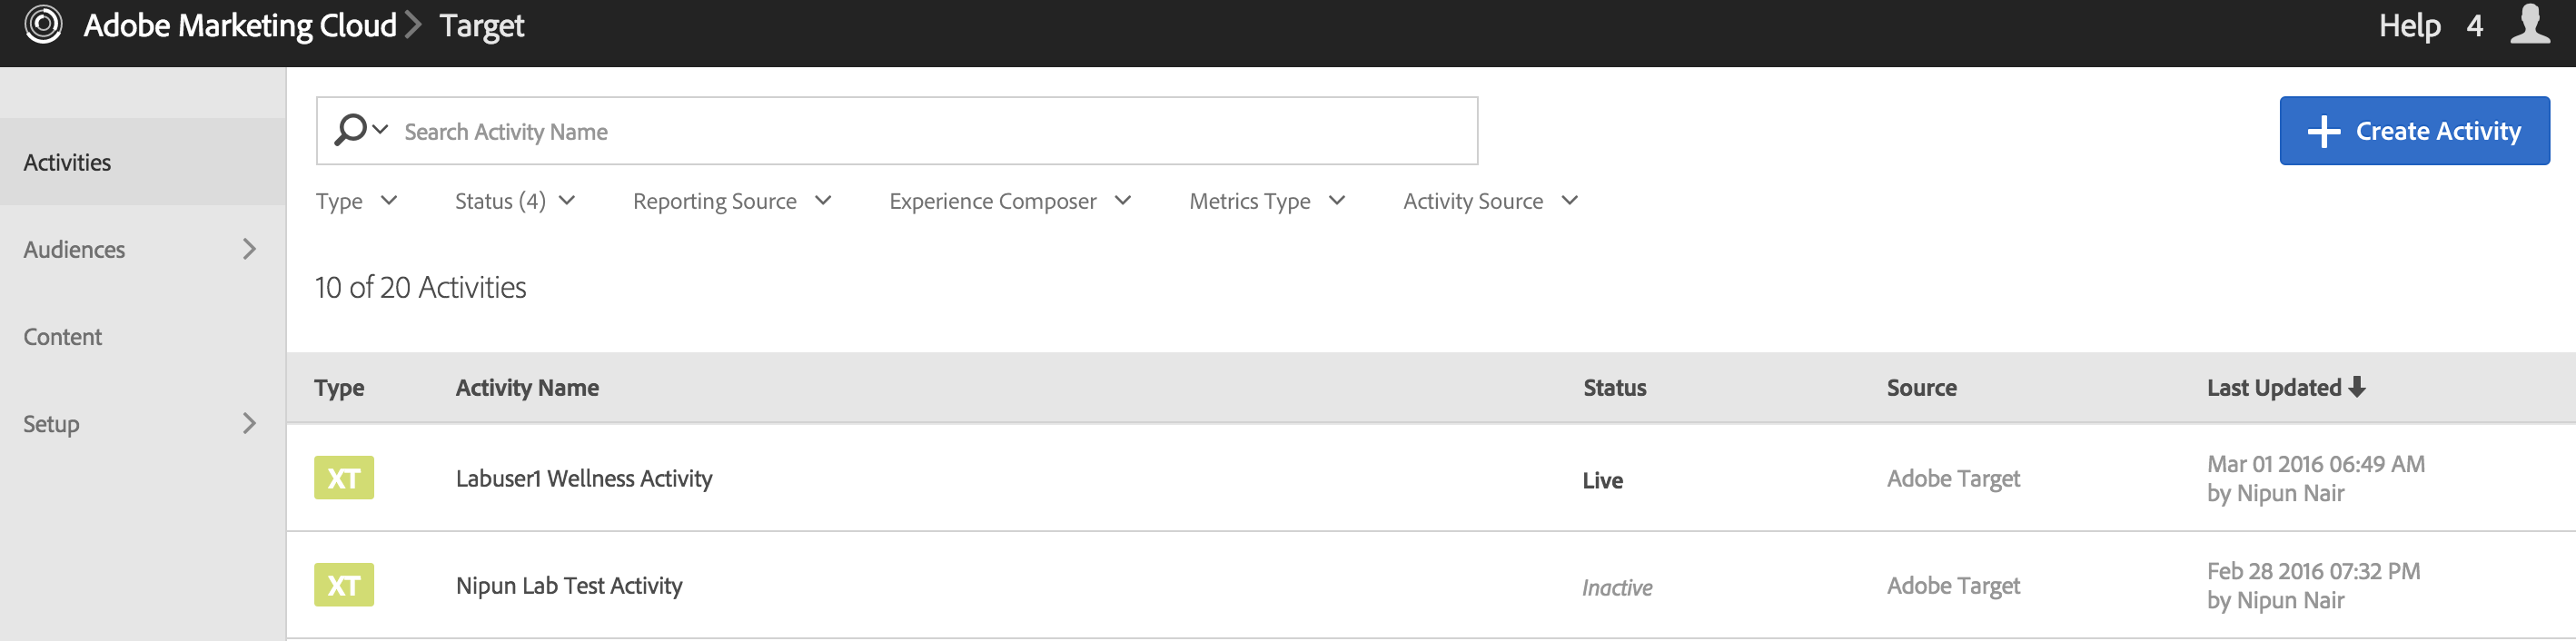 Adobe Marketing Cloud > Target
Help 4
Search Activity Name
Create Activity
Activities
Audiences
Content
Setup
Type Status (4) Reporting Source Experience Composer Metrics Type Activity Source
10 of 20 Activities
Type Activity Name Status Source Last Updated
XT Labuser1 Wellness Activity Live Adobe Target Mar 01 2016 06:49 AM
by Nipun Nair
XT Nipun Lab Test Activity Inactive Adobe Target Feb 28 2016 07:32 PM
by Nipun Nair